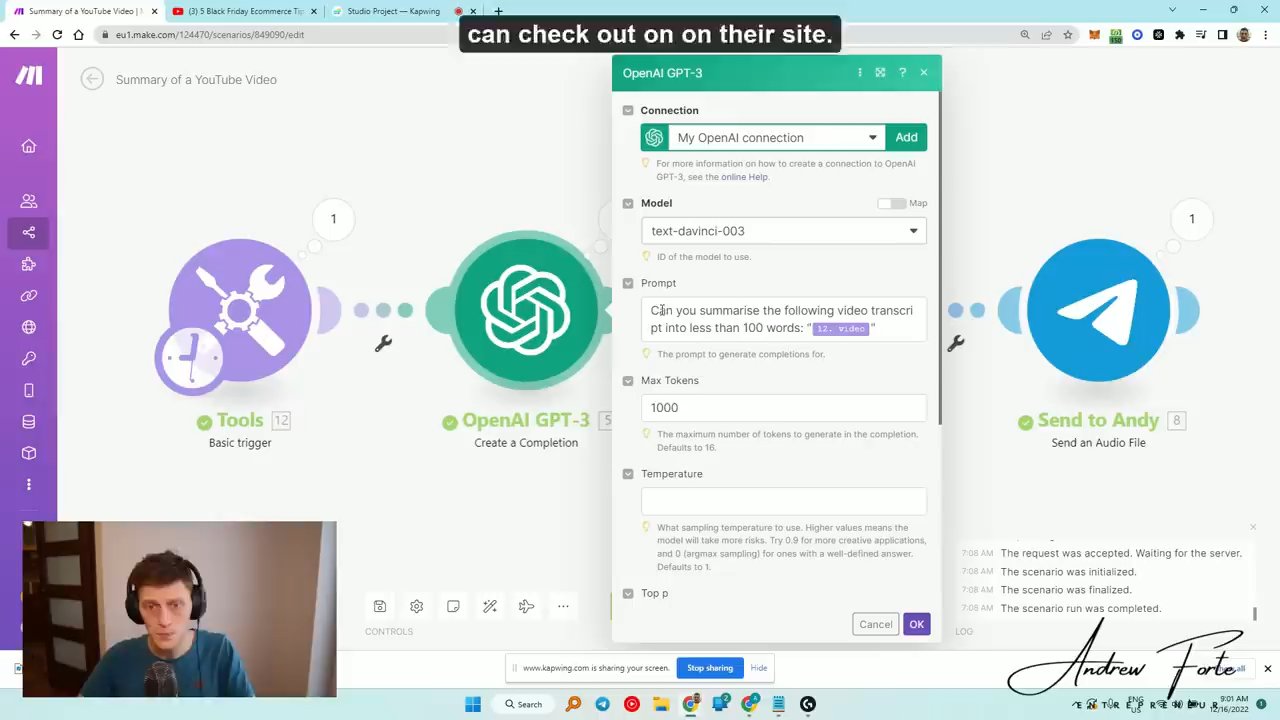 Summary of a YouTube Video | M
(3) 5 Black Friday Ecommerce Tip
Studio Project — Kapwing
eu1.make.com/124470/scenarios/849090/edit
can check out on on their site.
Summary of a YouTube Video
OpenAI GPT-3
Connection
My OpenAI connection
Add
For more information on how to create a connection to OpenAI
GPT-3, see the online Help.
Model
Map
text-davinci-003
ID of the model to use.
Prompt
Can you summarise the following video transcri
pt into less than 100 words: "12. video"
The prompt to generate completions for.
Max Tokens
1000
The maximum number of tokens to generate in the completion.
Defaults to 16.
Temperature
What sampling temperature to use. Higher values means the
model will take more risks. Try 0.9 for more creative applications,
and 0 (argmax sampling) for ones with a well-defined answer.
Defaults to 1.
Top p
Cancel
OK
1
Tools 12
Basic trigger
OpenAI GPT-3 5
Create a Completion
1
Send to Andy 8
Send an Audio File
7:08 AM The request was accepted. Waiting for the server.
7:08 AM The scenario was initialized.
7:08 AM The scenario was finalized.
7:08 AM The scenario run was completed.
CONTROLS
LOG
www.kapwing.com is sharing your screen.
Stop sharing
Hide
Andrew Forte
ENTREPRENEUR
Search
ENG
US
9:01 AM
12/16/2022